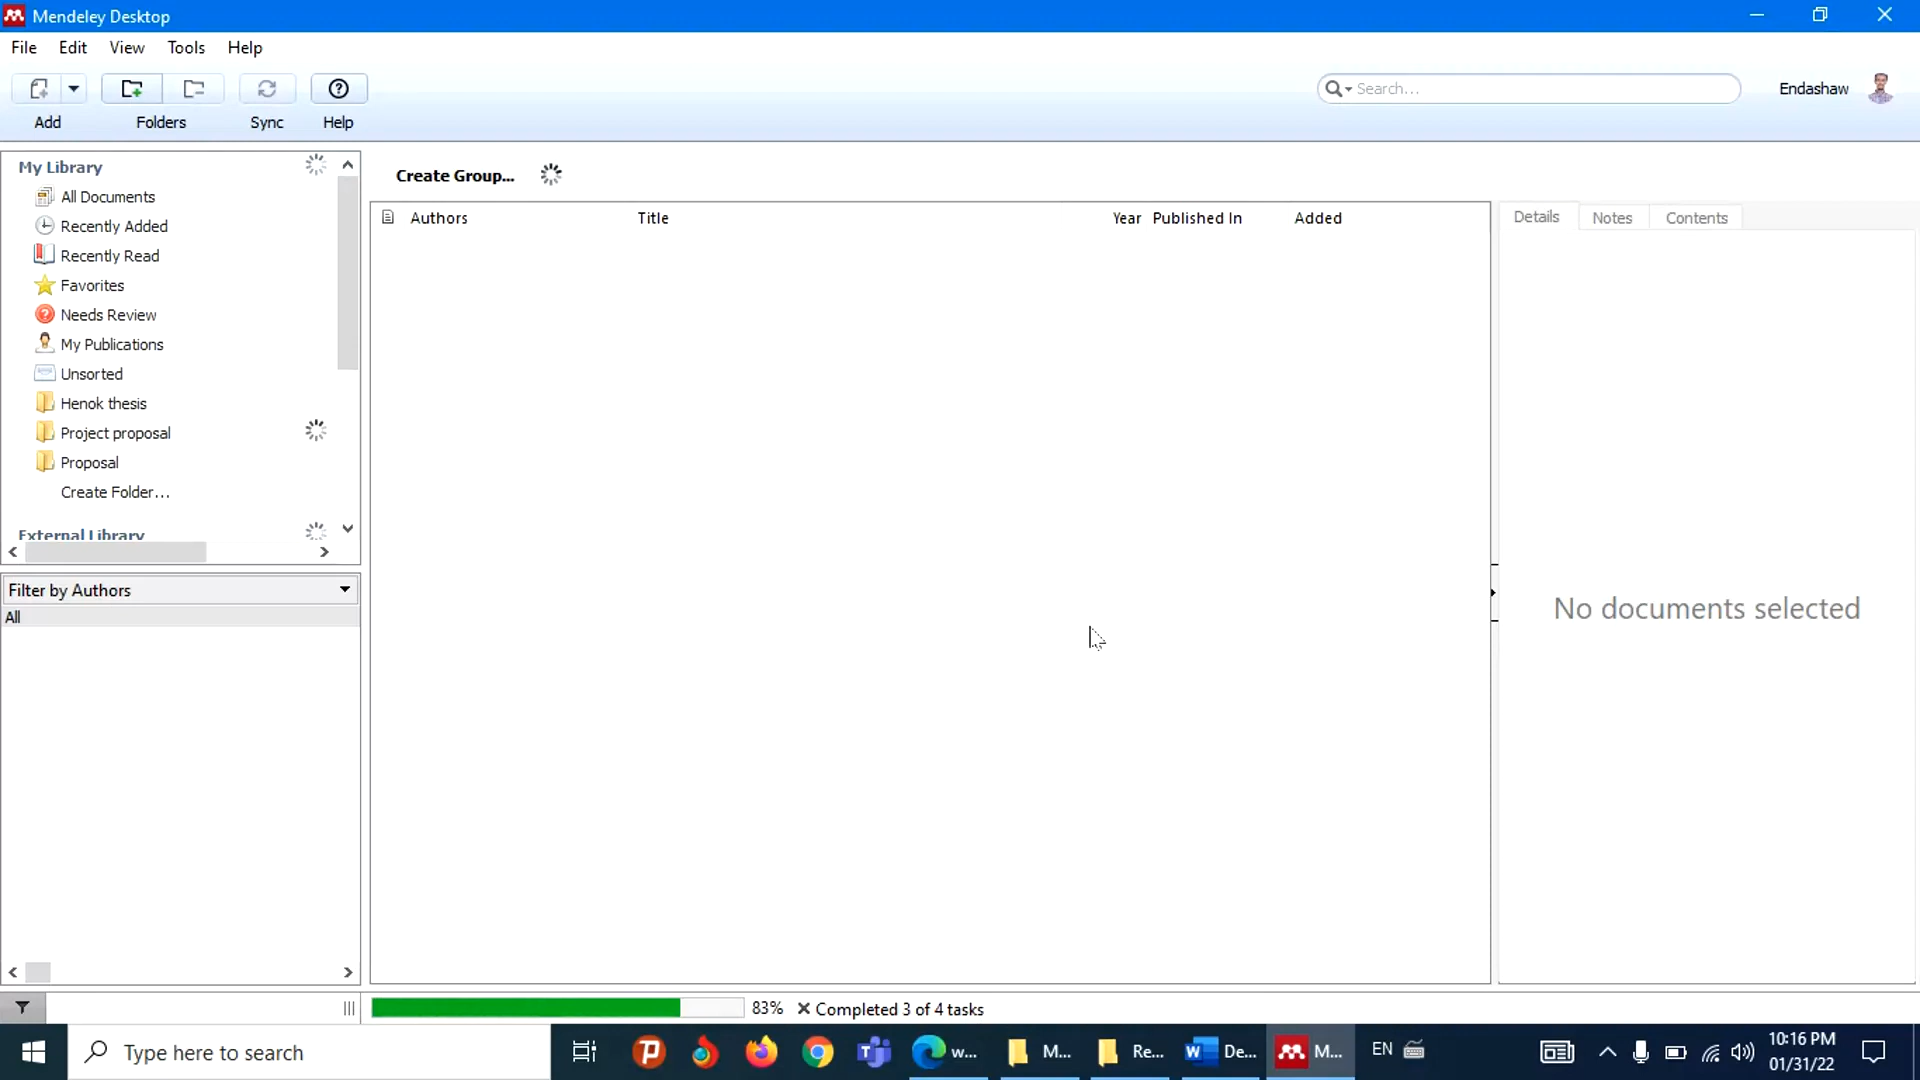 Mendeley Desktop
File Edit View Tools Help
Search...
Endashaw
Add Folders Sync Help
My Library
All Documents
Recently Added
Recently Read
Favorites
Needs Review
My Publications
Unsorted
Henok thesis
Project proposal
Proposal
Create Folder...
External Library
Filter by Authors
All
Create Group...
Authors Title Year Published In Added
Details Notes Contents
No documents selected
83% Completed 3 of 4 tasks
Type here to search
w...
M...
Re...
De...
M...
EN
10:16 PM
01/31/22